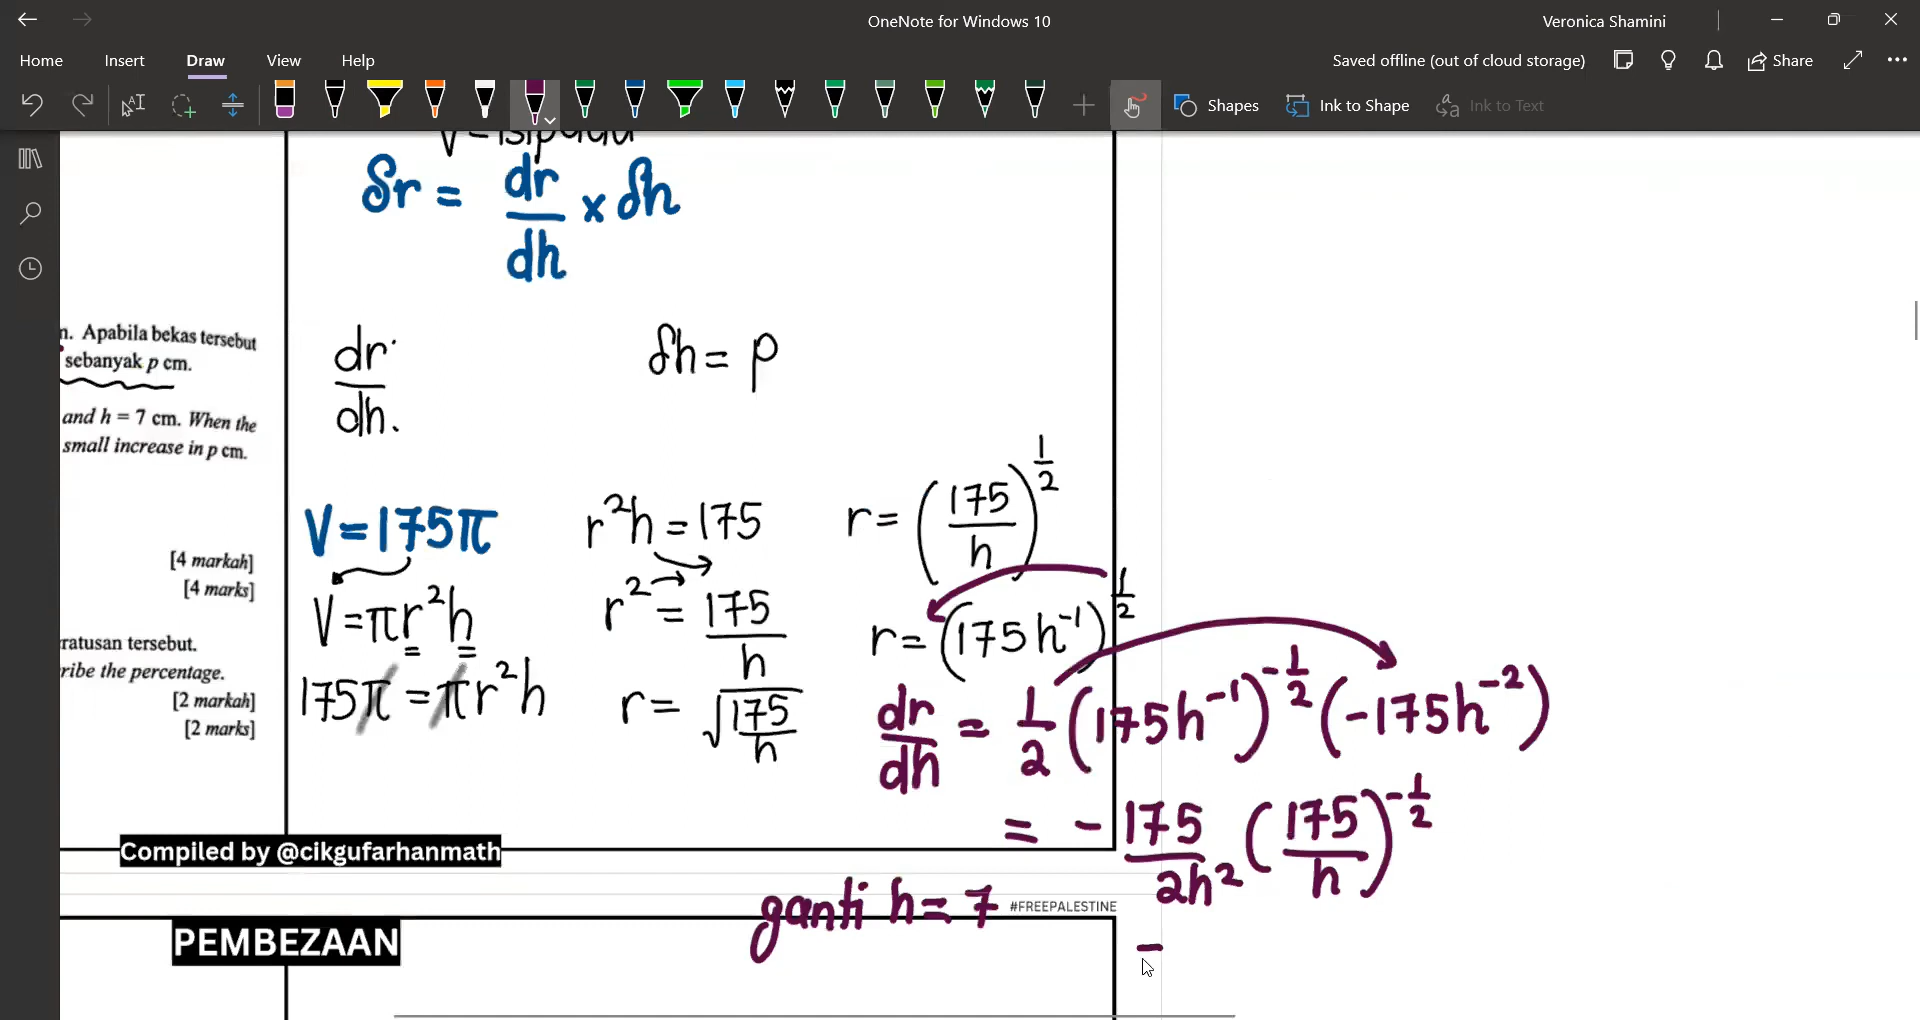 OneNote for Windows 10
Veronica Shamini
Home Insert Draw View Help
Saved offline (out of cloud storage) Share
Shapes Ink to Shape Ink to Text
V = isipadu
δr = dr/dh × δh
n. Apabila bekas tersebut
sebanyak p cm.
and h = 7 cm. When the
small increase in p cm.
[4 markah]
[4 marks]
ratusan tersebut.
ribe the percentage.
[2 markah]
[2 marks]
dr/dh.
δh = p
V = 175π
V = πr²h
175π = πr²h
r²h = 175
r² = 175/h
r = √(175/h)
r = (175/h)^(1/2)
r = (175h⁻¹)^(1/2)
dr/dh = 1/2 (175h⁻¹)^(-1/2) (-175h⁻²)
= - 175/2h² (175/h)^(-1/2)
Compiled by @cikgufarhanmath
ganti h = 7
#FREEPALESTINE
PEMBEZAAN